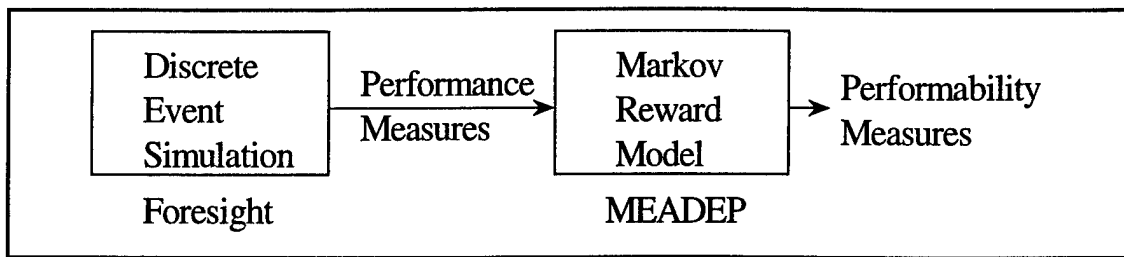 Discrete
Event
Simulation
Foresight
Performance
Measures
Markov
Reward
Model
MEADEP
Performability
Measures